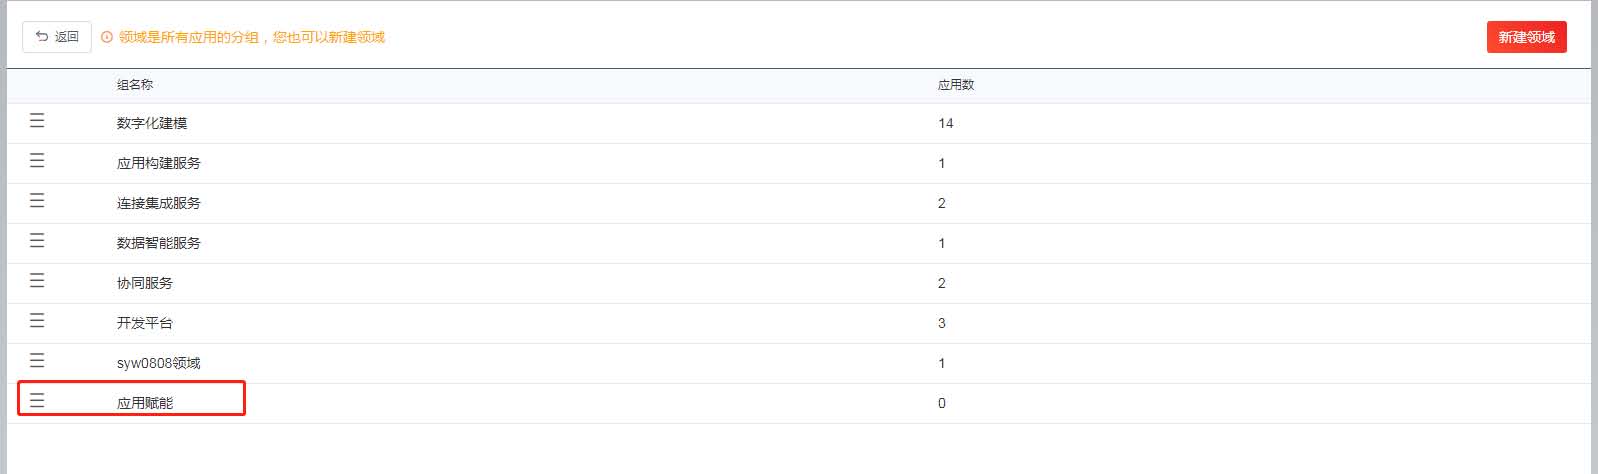 返回 领域是所有应用的分组，您也可以新建领域 新建领域
组名称 应用数
数字化建模 14
应用构建服务 1
连接集成服务 2
数据智能服务 1
协同服务 2
开发平台 3
syw0808领域 1
应用赋能 0